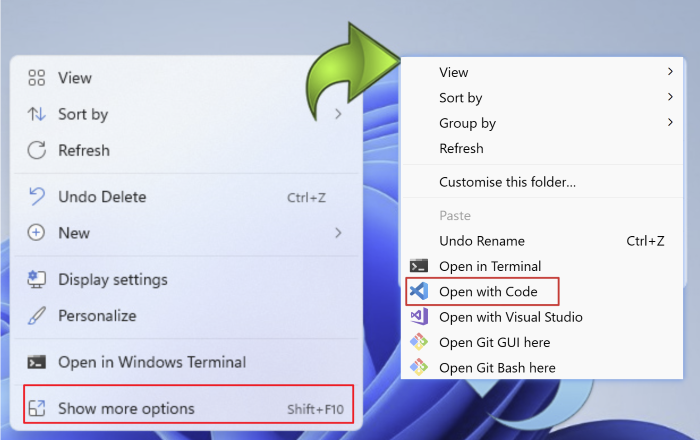 View
Sort by
Refresh
Undo Delete Ctrl+Z
New
Display settings
Personalize
Open in Windows Terminal
Show more options Shift+F10
View
Sort by
Group by
Refresh
Customise this folder...
Paste
Undo Rename Ctrl+Z
Open in Terminal
Open with Code
Open with Visual Studio
Open Git GUI here
Open Git Bash here